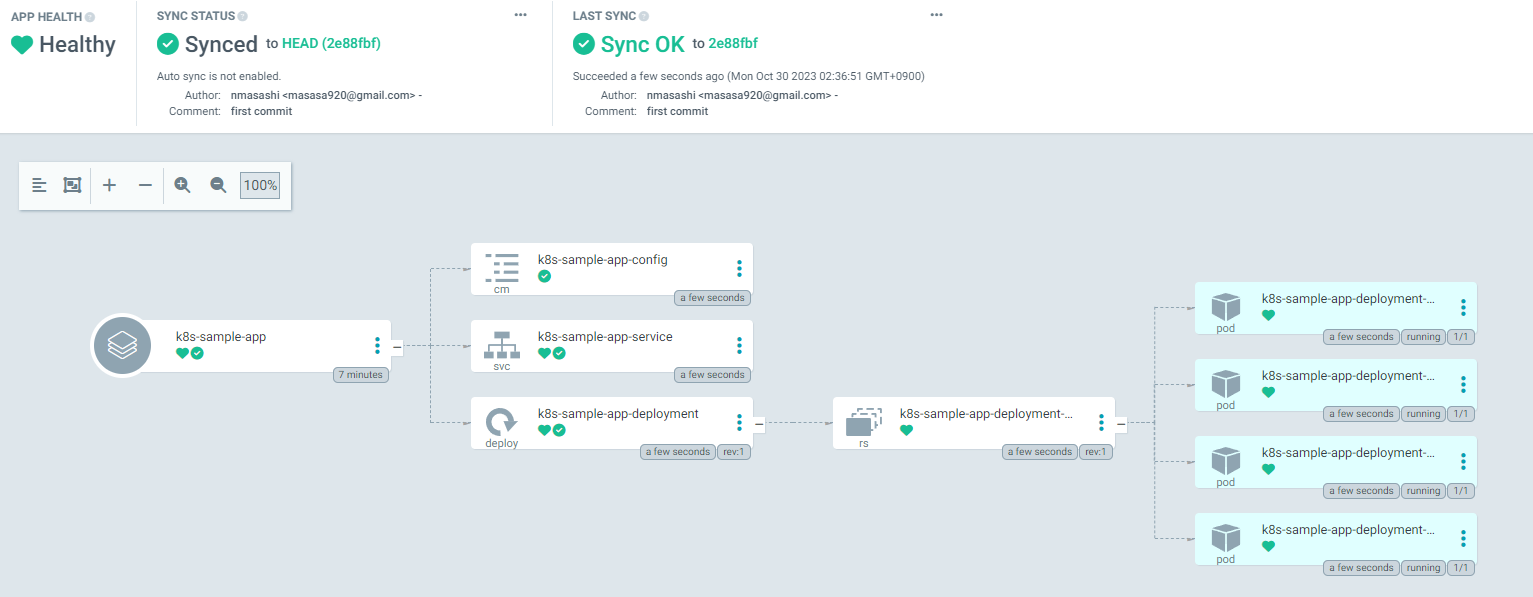 APP HEALTH
Healthy
SYNC STATUS
Synced to HEAD (2e88fbf)
Auto sync is not enabled.
Author: nmasashi <masasa920@gmail.com> -
Comment: first commit
LAST SYNC
Sync OK to 2e88fbf
Succeeded a few seconds ago (Mon Oct 30 2023 02:36:51 GMT+0900)
Author: nmasashi <masasa920@gmail.com> -
Comment: first commit
100%
k8s-sample-app
7 minutes
k8s-sample-app-config
cm
a few seconds
k8s-sample-app-service
svc
a few seconds
k8s-sample-app-deployment
deploy
a few seconds rev:1
k8s-sample-app-deployment-...
rs
a few seconds rev:1
k8s-sample-app-deployment-...
pod
a few seconds running 1/1
k8s-sample-app-deployment-...
pod
a few seconds running 1/1
k8s-sample-app-deployment-...
pod
a few seconds running 1/1
k8s-sample-app-deployment-...
pod
a few seconds running 1/1